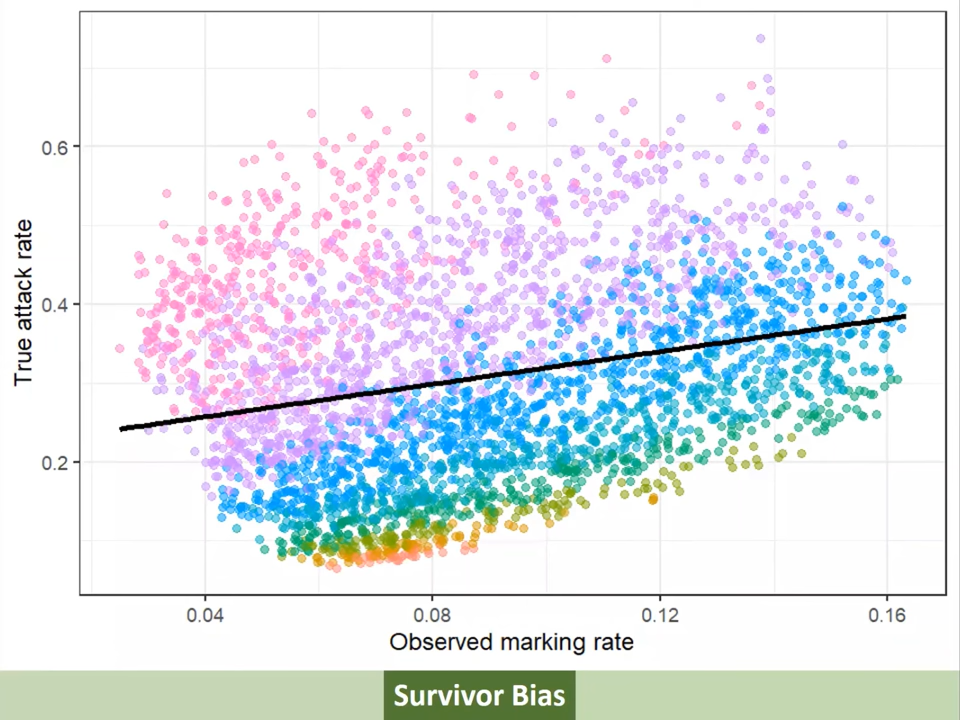 0.6
0.4
0.2
True attack rate
0.04 0.08 0.12 0.16
Observed marking rate
Survivor Bias